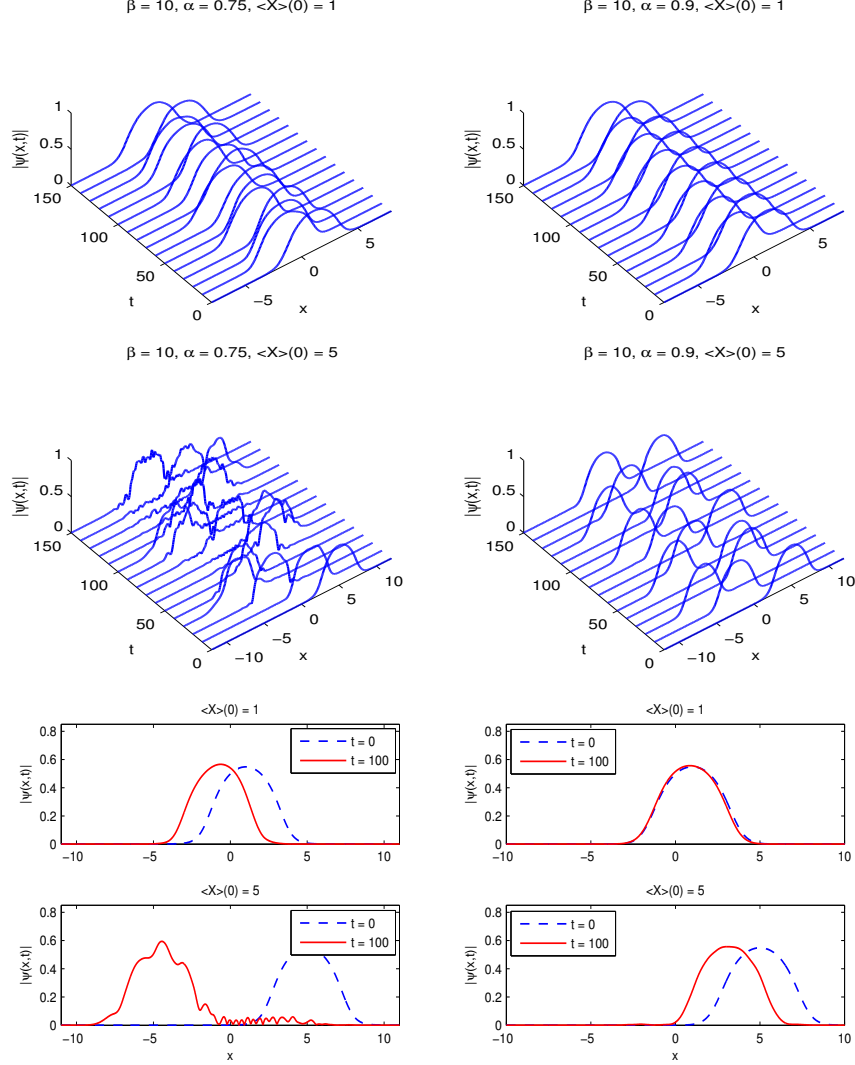 β = 10, α = 0.75, <X>(0) = 1
β = 10, α = 0.9, <X>(0) = 1
1
0.5
0
|ψ(x,t)|
150
100
50
0
t
−5
0
5
x
1
0.5
0
|ψ(x,t)|
150
100
50
0
t
−5
0
5
x
β = 10, α = 0.75, <X>(0) = 5
β = 10, α = 0.9, <X>(0) = 5
1
0.5
0
|ψ(x,t)|
150
100
50
0
t
−10
−5
0
5
10
x
1
0.5
0
|ψ(x,t)|
150
100
50
0
t
−10
−5
0
5
10
x
<X>(0) = 1
|ψ(x,t)|
0.8
0.6
0.4
0.2
0
t = 0
t = 100
−10 −5 0 5 10
<X>(0) = 1
|ψ(x,t)|
0.8
0.6
0.4
0.2
0
t = 0
t = 100
−10 −5 0 5 10
<X>(0) = 5
|ψ(x,t)|
0.8
0.6
0.4
0.2
0
t = 0
t = 100
−10 −5 0 5 10
x
<X>(0) = 5
|ψ(x,t)|
0.8
0.6
0.4
0.2
0
t = 0
t = 100
−10 −5 0 5 10
x